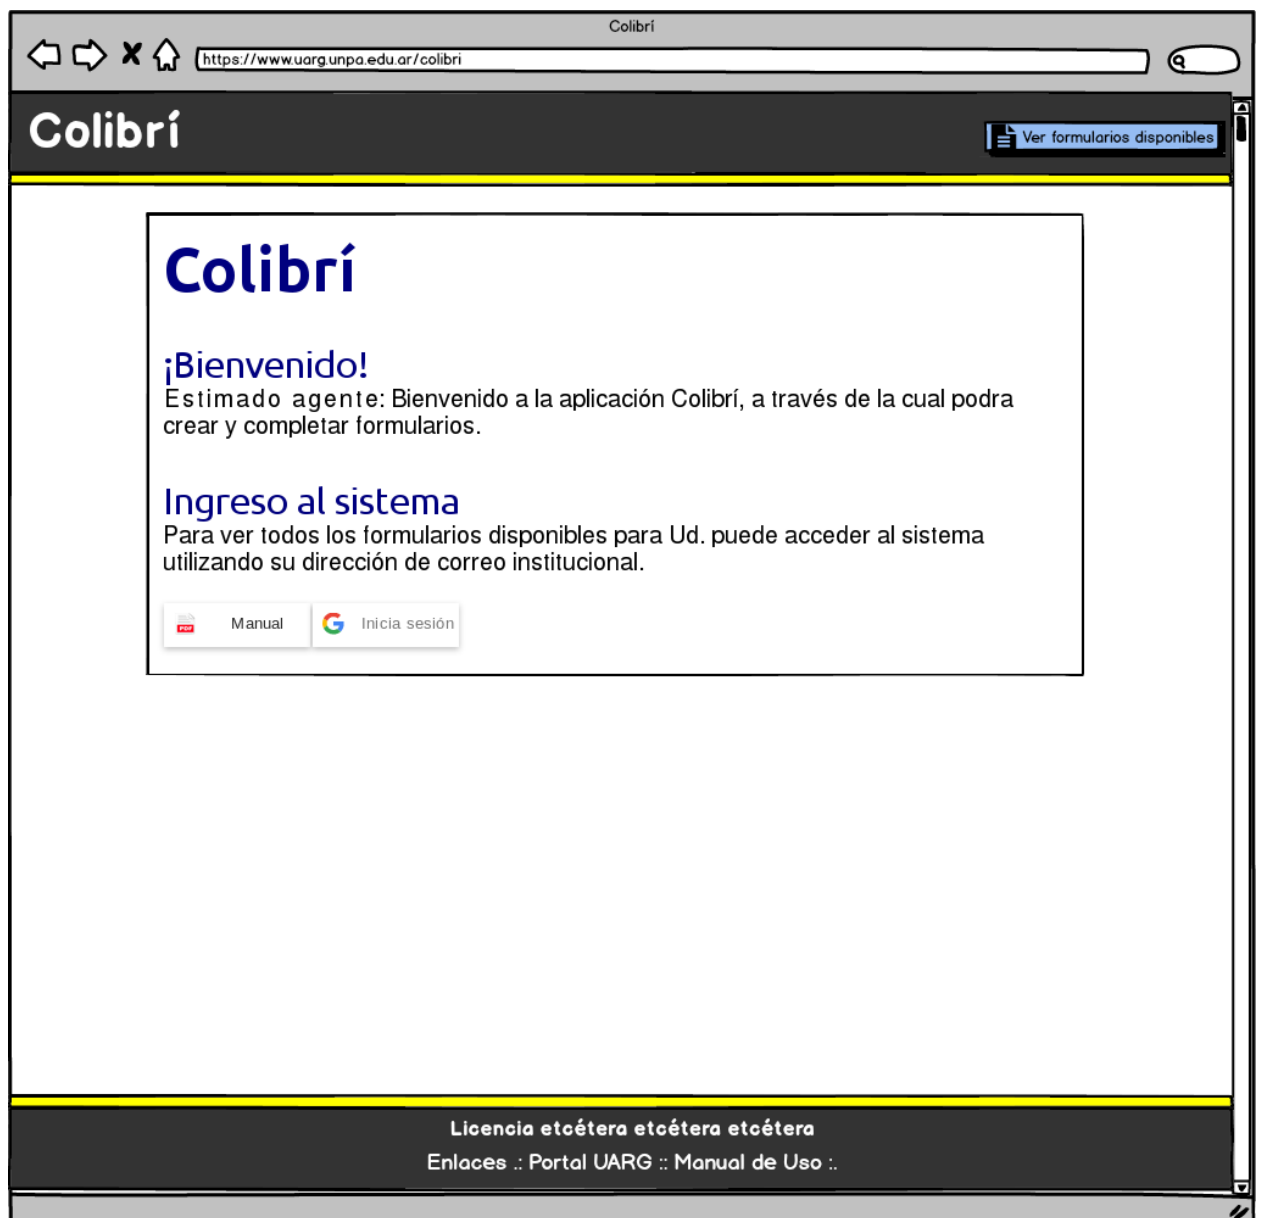 Colibrí
https://www.uarg.unpa.edu.ar/colibri
Colibrí
Ver formularios disponibles
Colibrí
¡Bienvenido!
Estimado agente: Bienvenido a la aplicación Colibrí, a través de la cual podra
crear y completar formularios.
Ingreso al sistema
Para ver todos los formularios disponibles para Ud. puede acceder al sistema
utilizando su dirección de correo institucional.
PDF Manual Inicia sesión
Licencia etcétera etcétera etcétera
Enlaces .: Portal UARG :: Manual de Uso :.